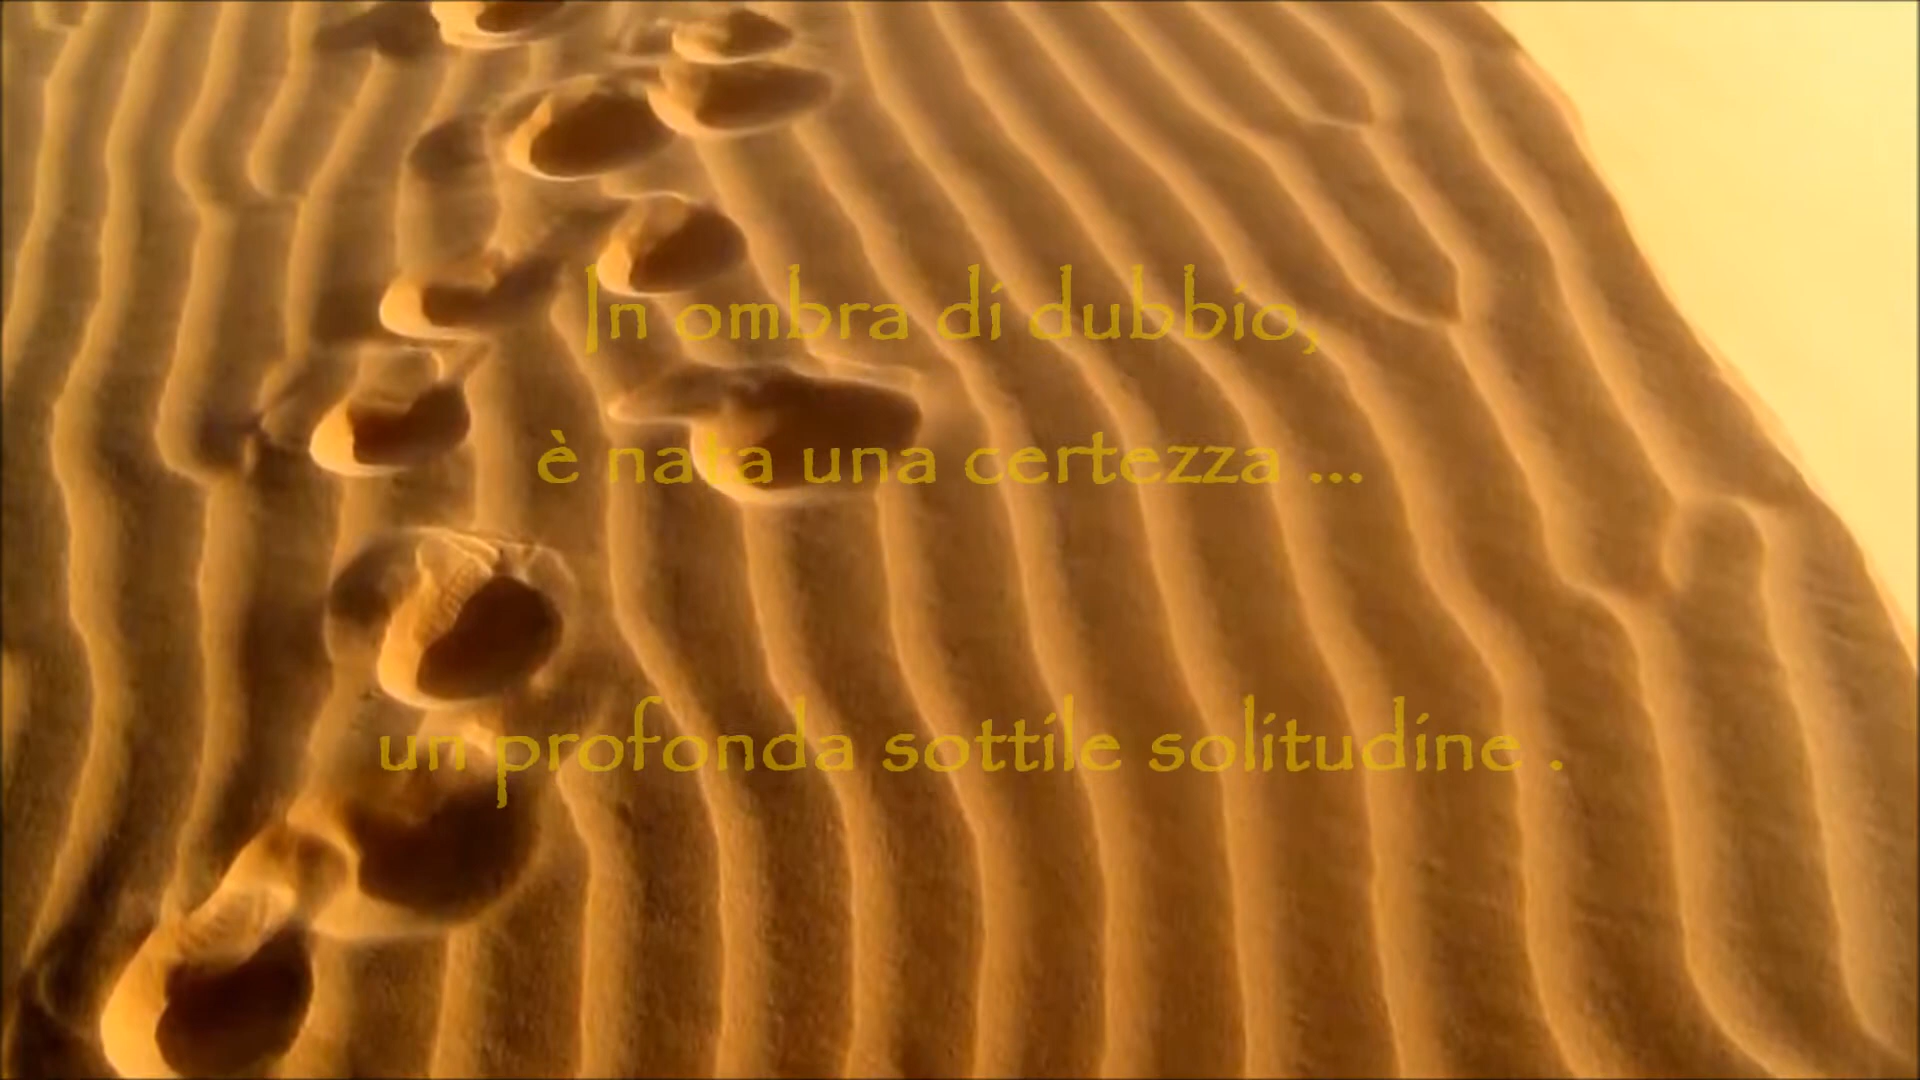 In ombra di dubbio,
è nata una certezza ...
un profonda sottile solitudine .